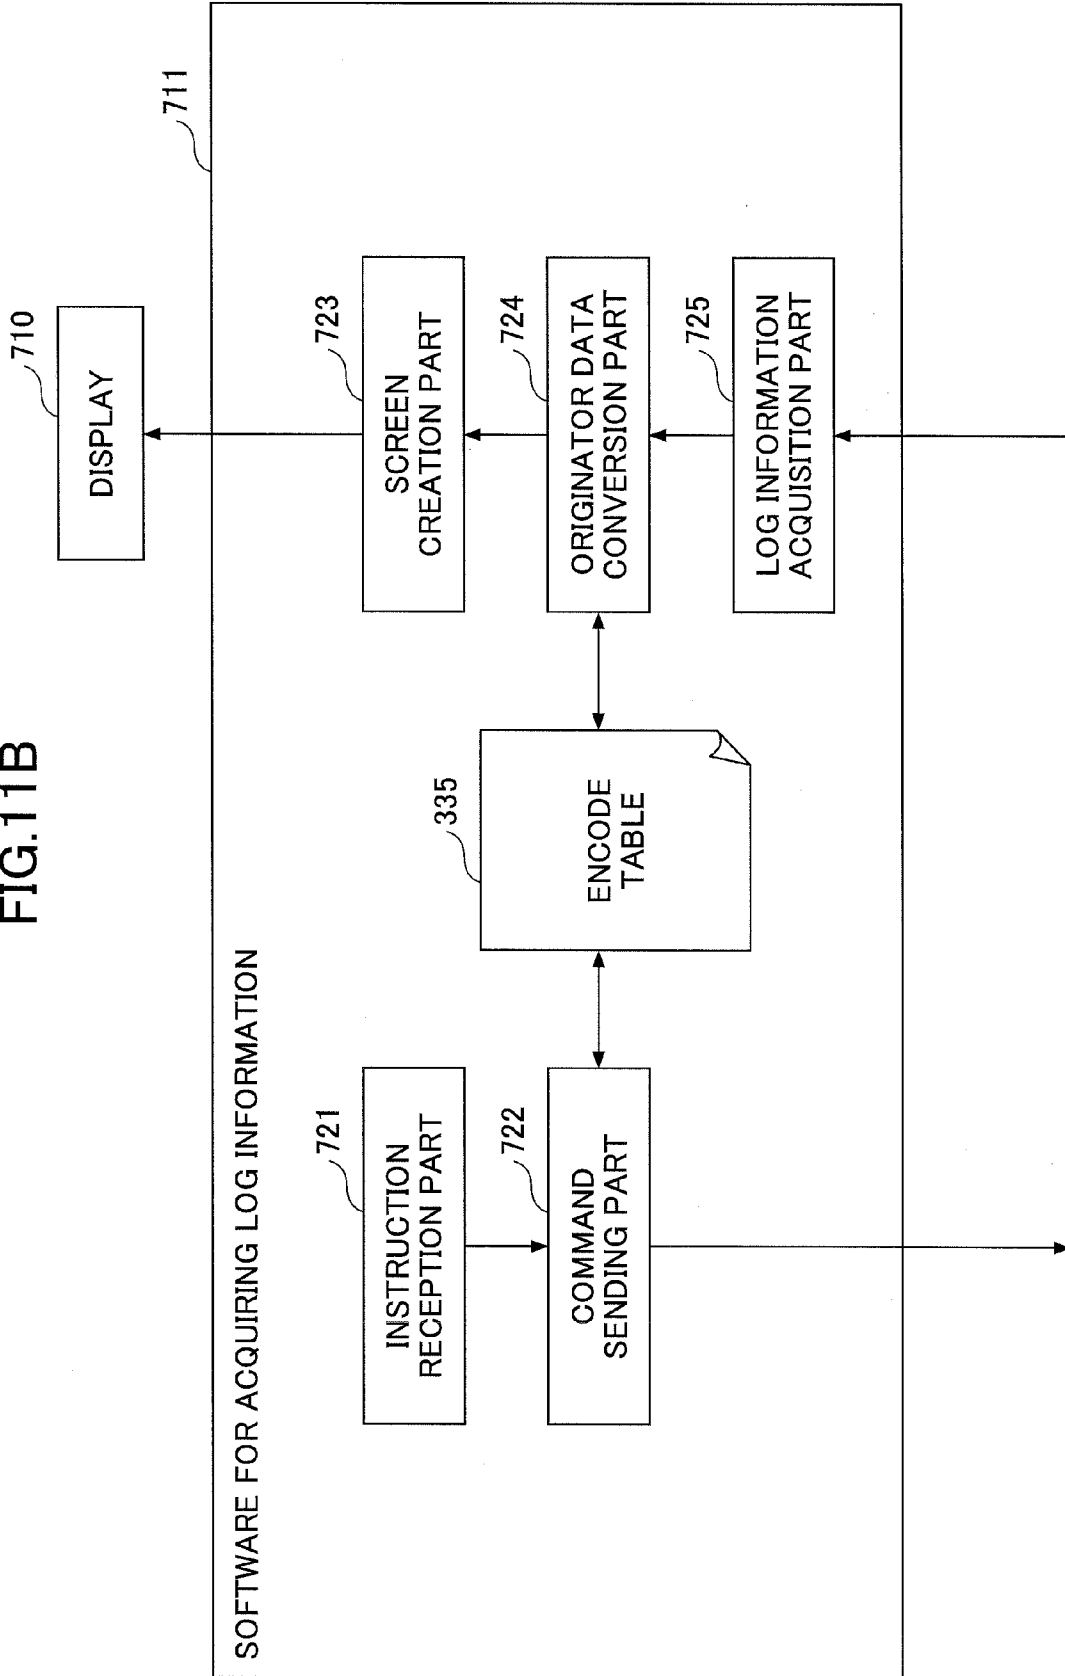 FIG.11B
710
DISPLAY
711
SOFTWARE FOR ACQUIRING LOG INFORMATION
721
INSTRUCTION
RECEPTION PART
723
SCREEN
CREATION PART
722
COMMAND
SENDING PART
335
ENCODE
TABLE
724
ORIGINATOR DATA
CONVERSION PART
725
LOG INFORMATION
ACQUISITION PART